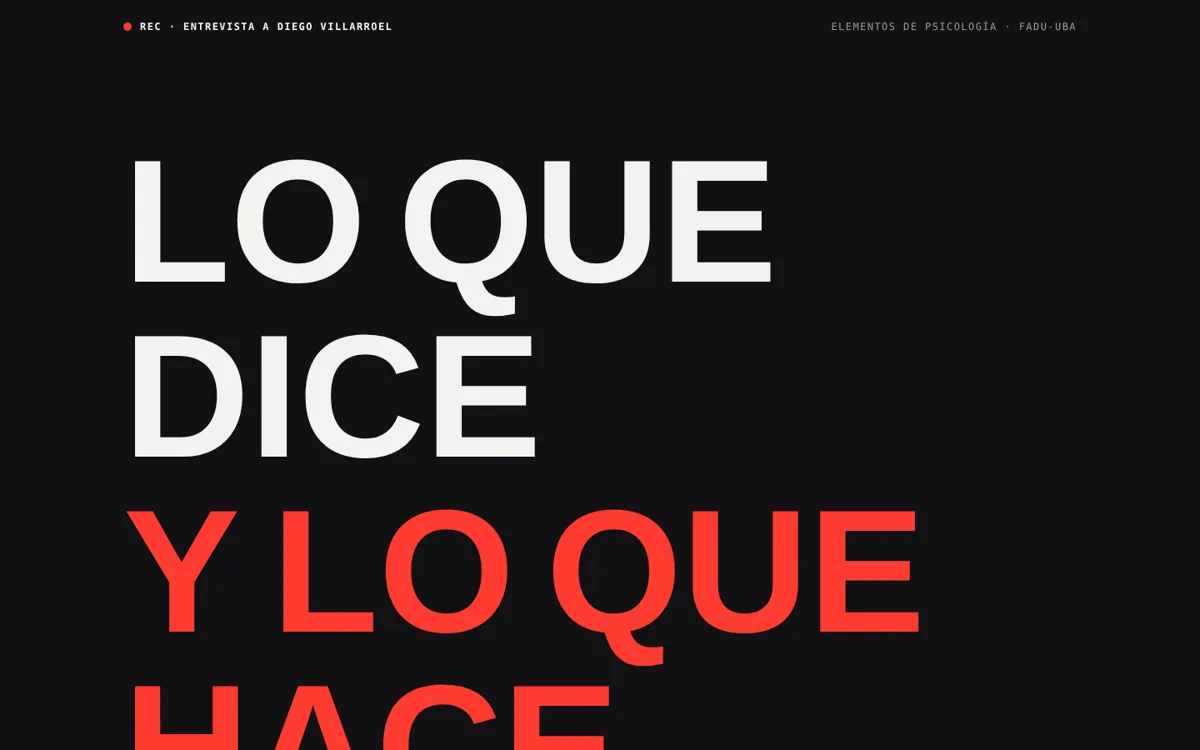 REC · ENTREVISTA A DIEGO VILLARROEL
ELEMENTOS DE PSICOLOGÍA · FADU-UBA
LO QUE
DICE
Y LO QUE
HACE